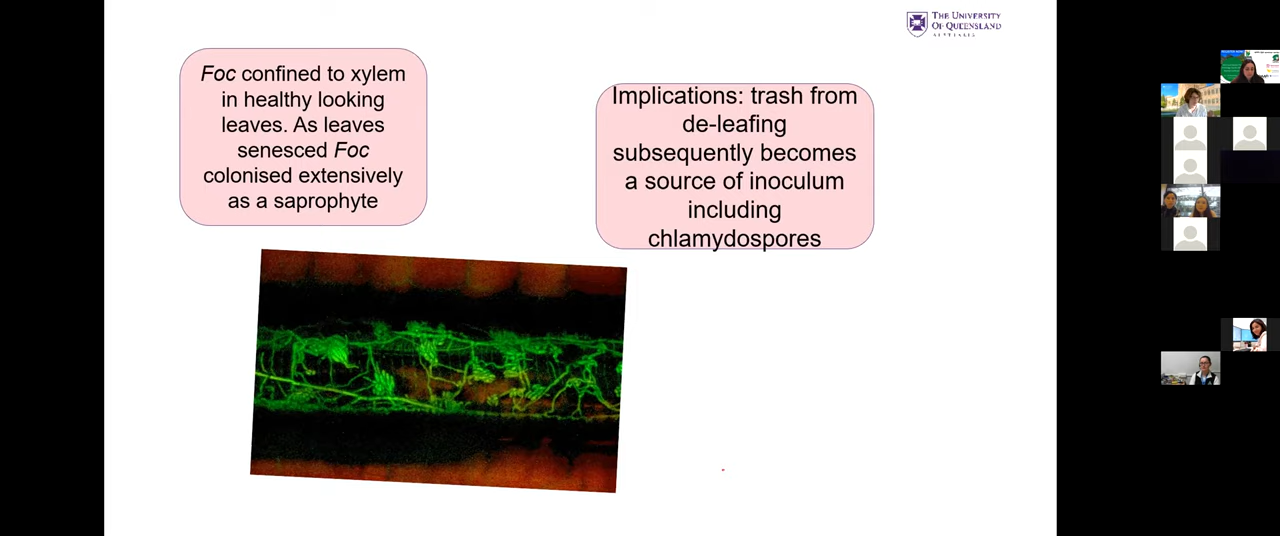 THE UNIVERSITY
OF QUEENSLAND
AUSTRALIA
Foc confined to xylem
in healthy looking
leaves. As leaves
senesced Foc
colonised extensively
as a saprophyte
Implications: trash from
de-leafing
subsequently becomes
a source of inoculum
including
chlamydospores